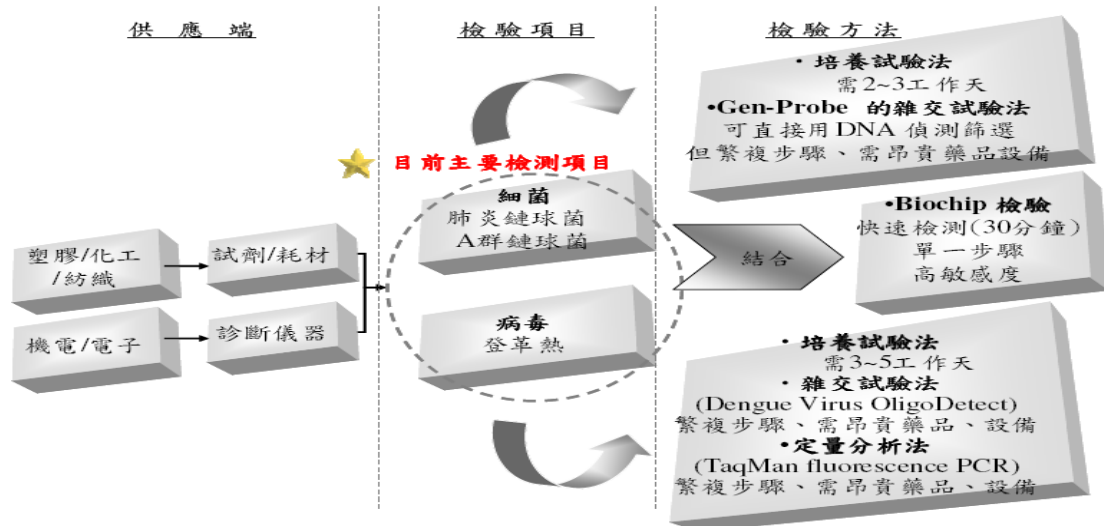 供 應 端
塑膠/化工
/紡織
試劑/耗材
機電/電子
診斷儀器
檢驗項目
目前主要檢測項目
細菌
肺炎鏈球菌
A群鏈球菌
病毒
登革熱
結合
檢驗方法
• 培養試驗法
需2~3工作天
•Gen-Probe 的雜交試驗法
可直接用DNA 偵測篩選
但繁複步驟、需昂貴藥品設備
•Biochip 檢驗
快速檢測(30分鐘)
單一步驟
高敏感度
• 培養試驗法
需3~5工作天
• 雜交試驗法
(Dengue Virus OligoDetect)
繁複步驟、需昂貴藥品、設備
• 定量分析法
(TaqMan fluorescence PCR)
繁複步驟、需昂貴藥品、設備